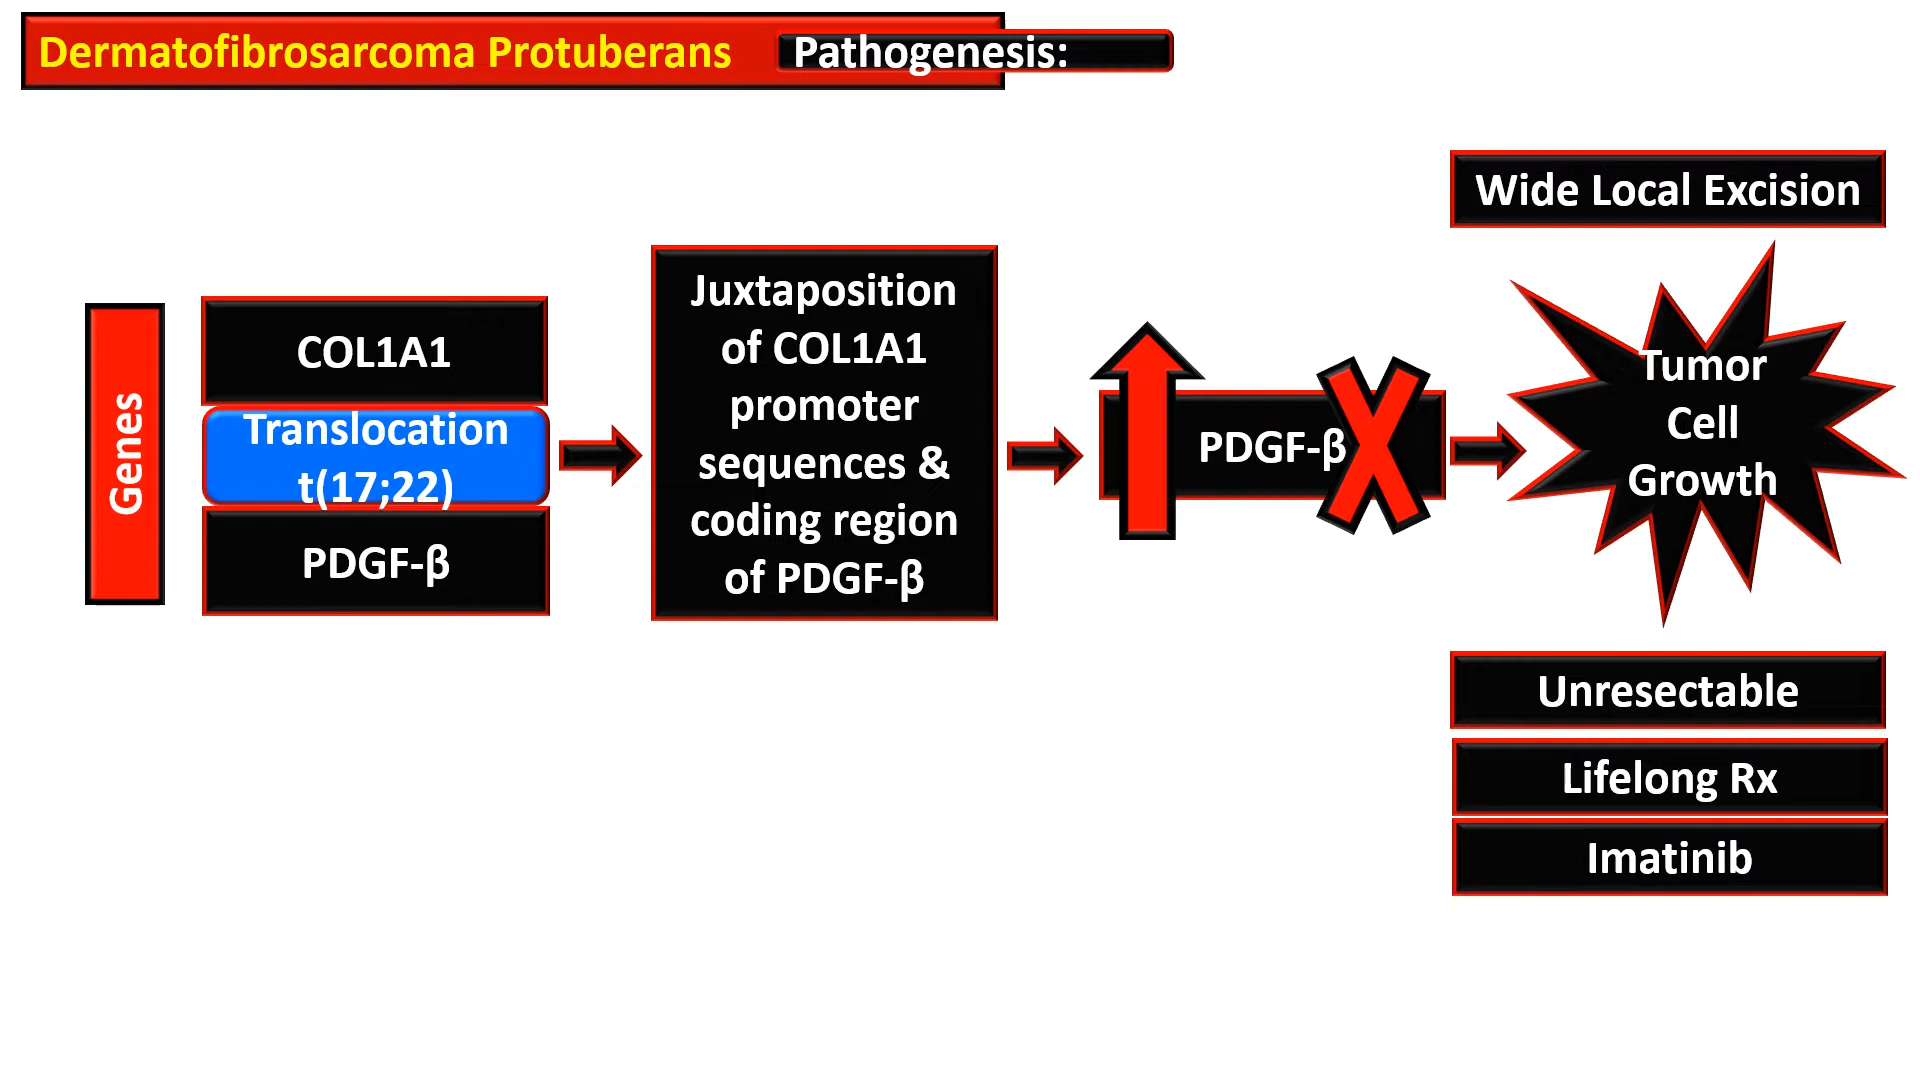 Dermatofibrosarcoma Protuberans
Pathogenesis:
Genes
COL1A1
Translocation
t(17;22)
PDGF-β
Juxtaposition
of COL1A1
promoter
sequences &
coding region
of PDGF-β
PDGF-β
X
Wide Local Excision
Tumor
Cell
Growth
Unresectable
Lifelong Rx
Imatinib